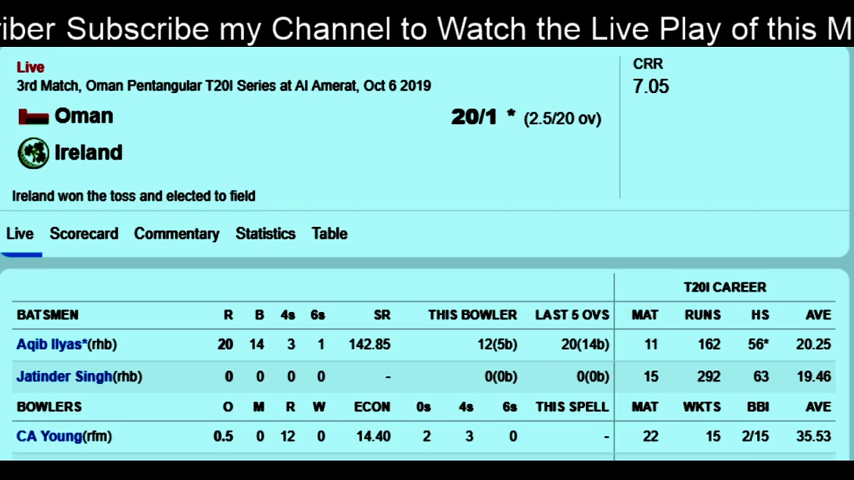 Subscribe my Channel to Watch the Live Play of this
Live
3rd Match, Oman Pentangular T20I Series at Al Amerat, Oct 6 2019
CRR
7.05
Oman 20/1 * (2.5/20 ov)
Ireland
Ireland won the toss and elected to field
Live Scorecard Commentary Statistics Table
T20I CAREER
BATSMEN R B 4s 6s SR THIS BOWLER LAST 5 OVS MAT RUNS HS AVE
Aqib Ilyas*(rhb) 20 14 3 1 142.85 12(5b) 20(14b) 11 162 56* 20.25
Jatinder Singh(rhb) 0 0 0 0 - 0(0b) 0(0b) 15 292 63 19.46
BOWLERS O M R W ECON 0s 4s 6s THIS SPELL MAT WKTS BBI AVE
CA Young(rfm) 0.5 0 12 0 14.40 2 3 0 - 22 15 2/15 35.53